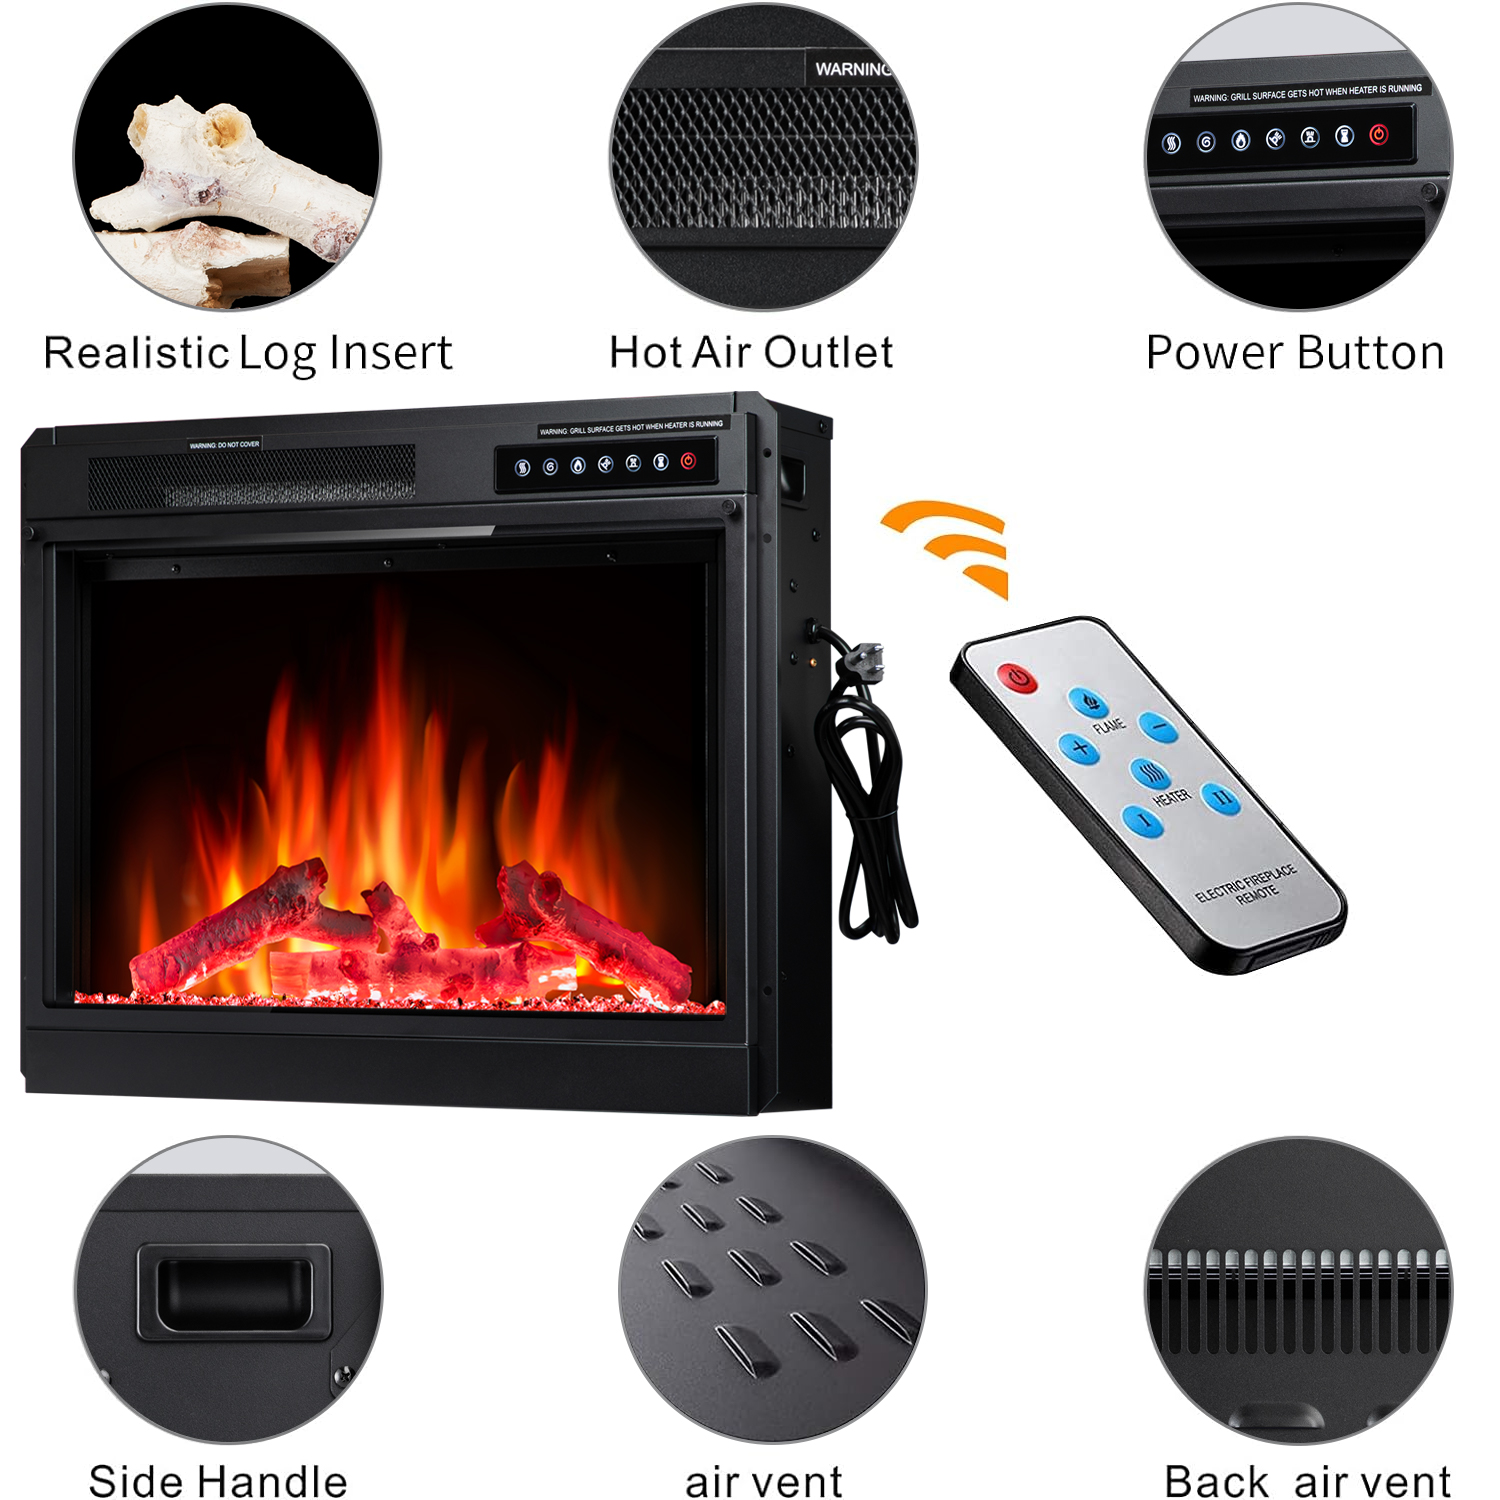 WARNING
WARNING: GRILL SURFACE GETS HOT WHEN HEATER IS RUNNING
Realistic Log Insert
Hot Air Outlet
Power Button
WARNING: DO NOT COVER
WARNING: GRILL SURFACE GETS HOT WHEN HEATER IS RUNNING
FLAME
+
−
HEATER
I
II
ELECTRIC FIREPLACE
REMOTE
Side Handle
air vent
Back air vent